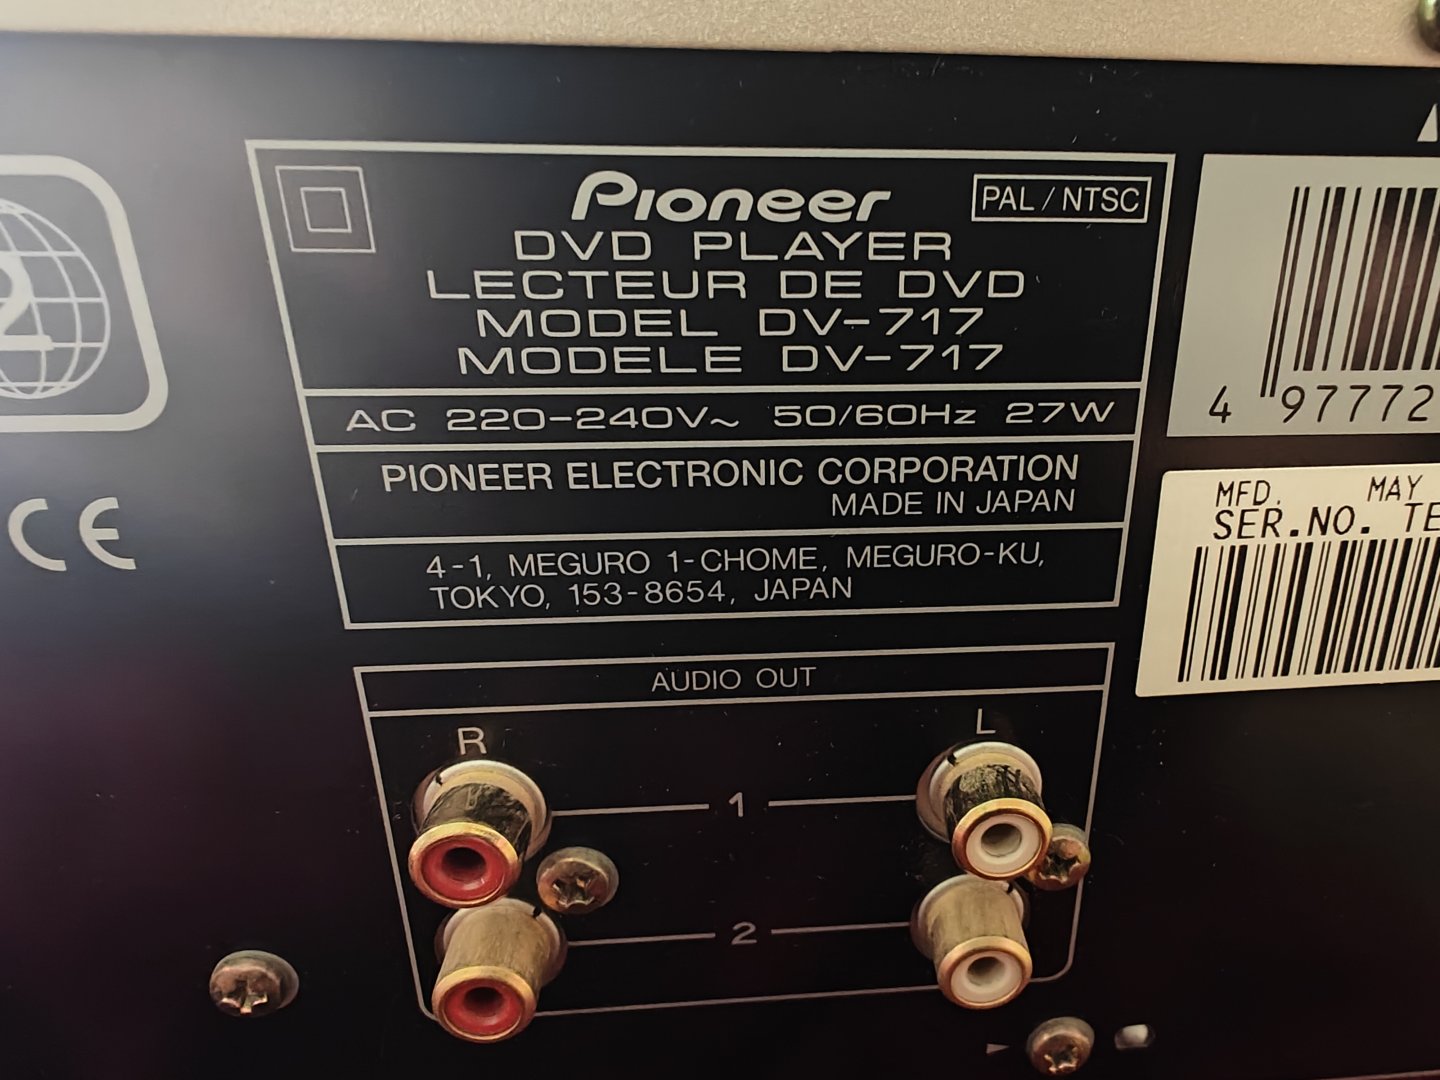 2
Pioneer
PAL / NTSC
DVD PLAYER
LECTEUR DE DVD
MODEL DV-717
MODELE DV-717
AC 220-240V~ 50/60Hz 27W
PIONEER ELECTRONIC CORPORATION
MADE IN JAPAN
4-1, MEGURO 1-CHOME, MEGURO-KU,
TOKYO, 153-8654, JAPAN
CE
4 97772
MFD. MAY
SER.NO. TE
AUDIO OUT
R L
1
2